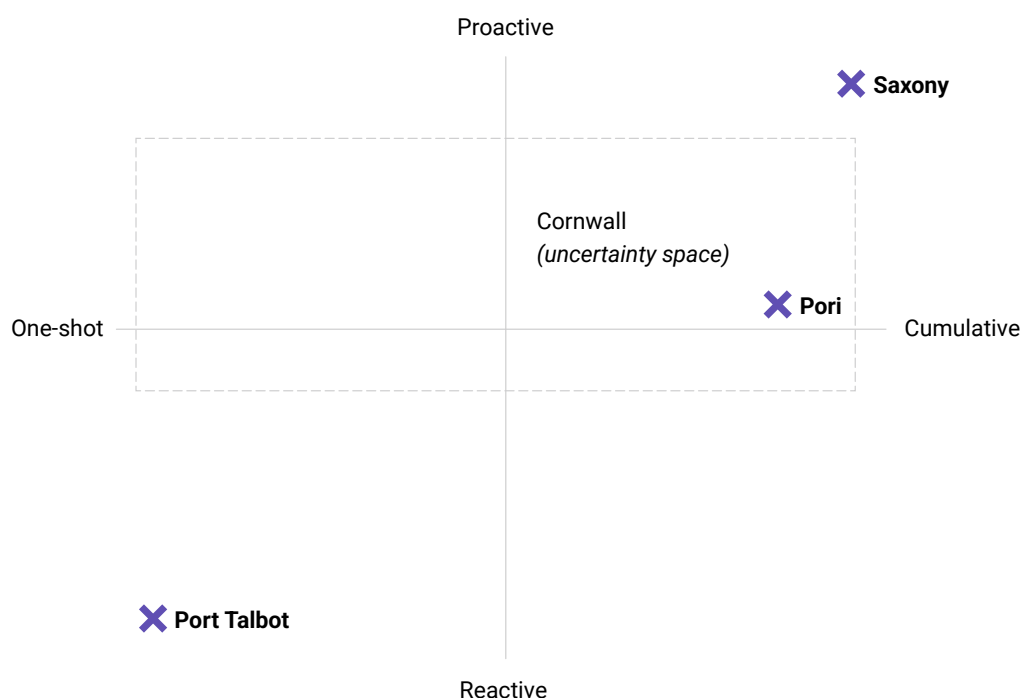 Proactive
Saxony
Cornwall
(uncertainty space)
Pori
One-shot
Cumulative
Port Talbot
Reactive